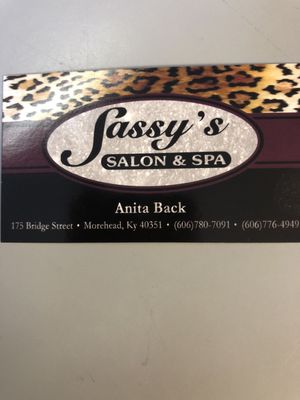 Sassy's
SALON & SPA
Anita Back
175 Bridge Street • Morehead, Ky 40351 • (606)780-7091 • (606)776-4949